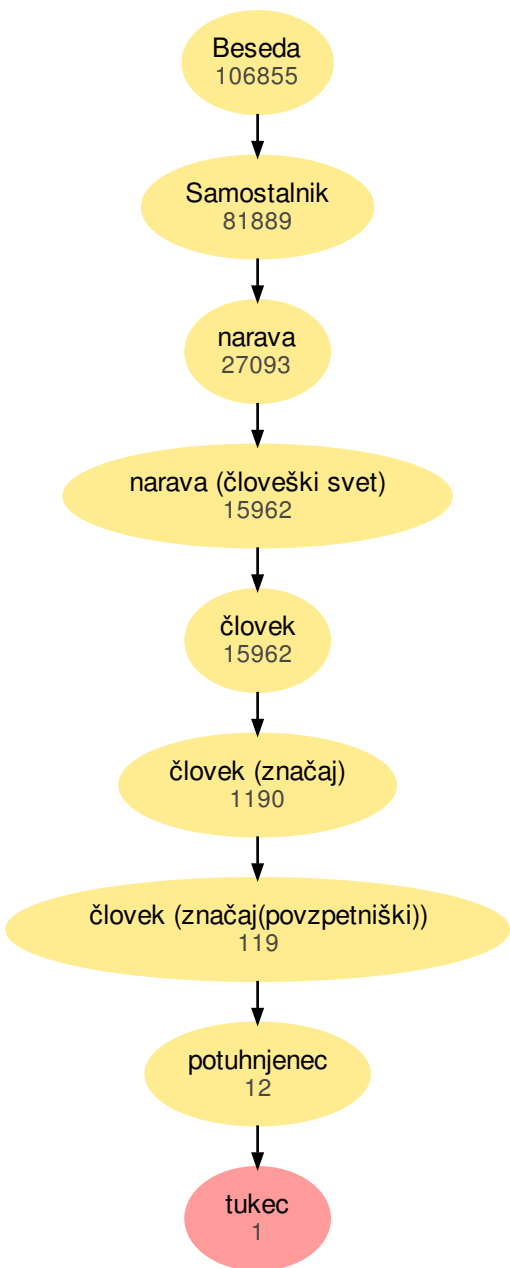 Beseda
106855
Samostalnik
81889
narava
27093
narava (človeški svet)
15962
človek
15962
človek (značaj)
1190
človek (značaj(povzpetniški))
119
potuhnjenec
12
tukec
1